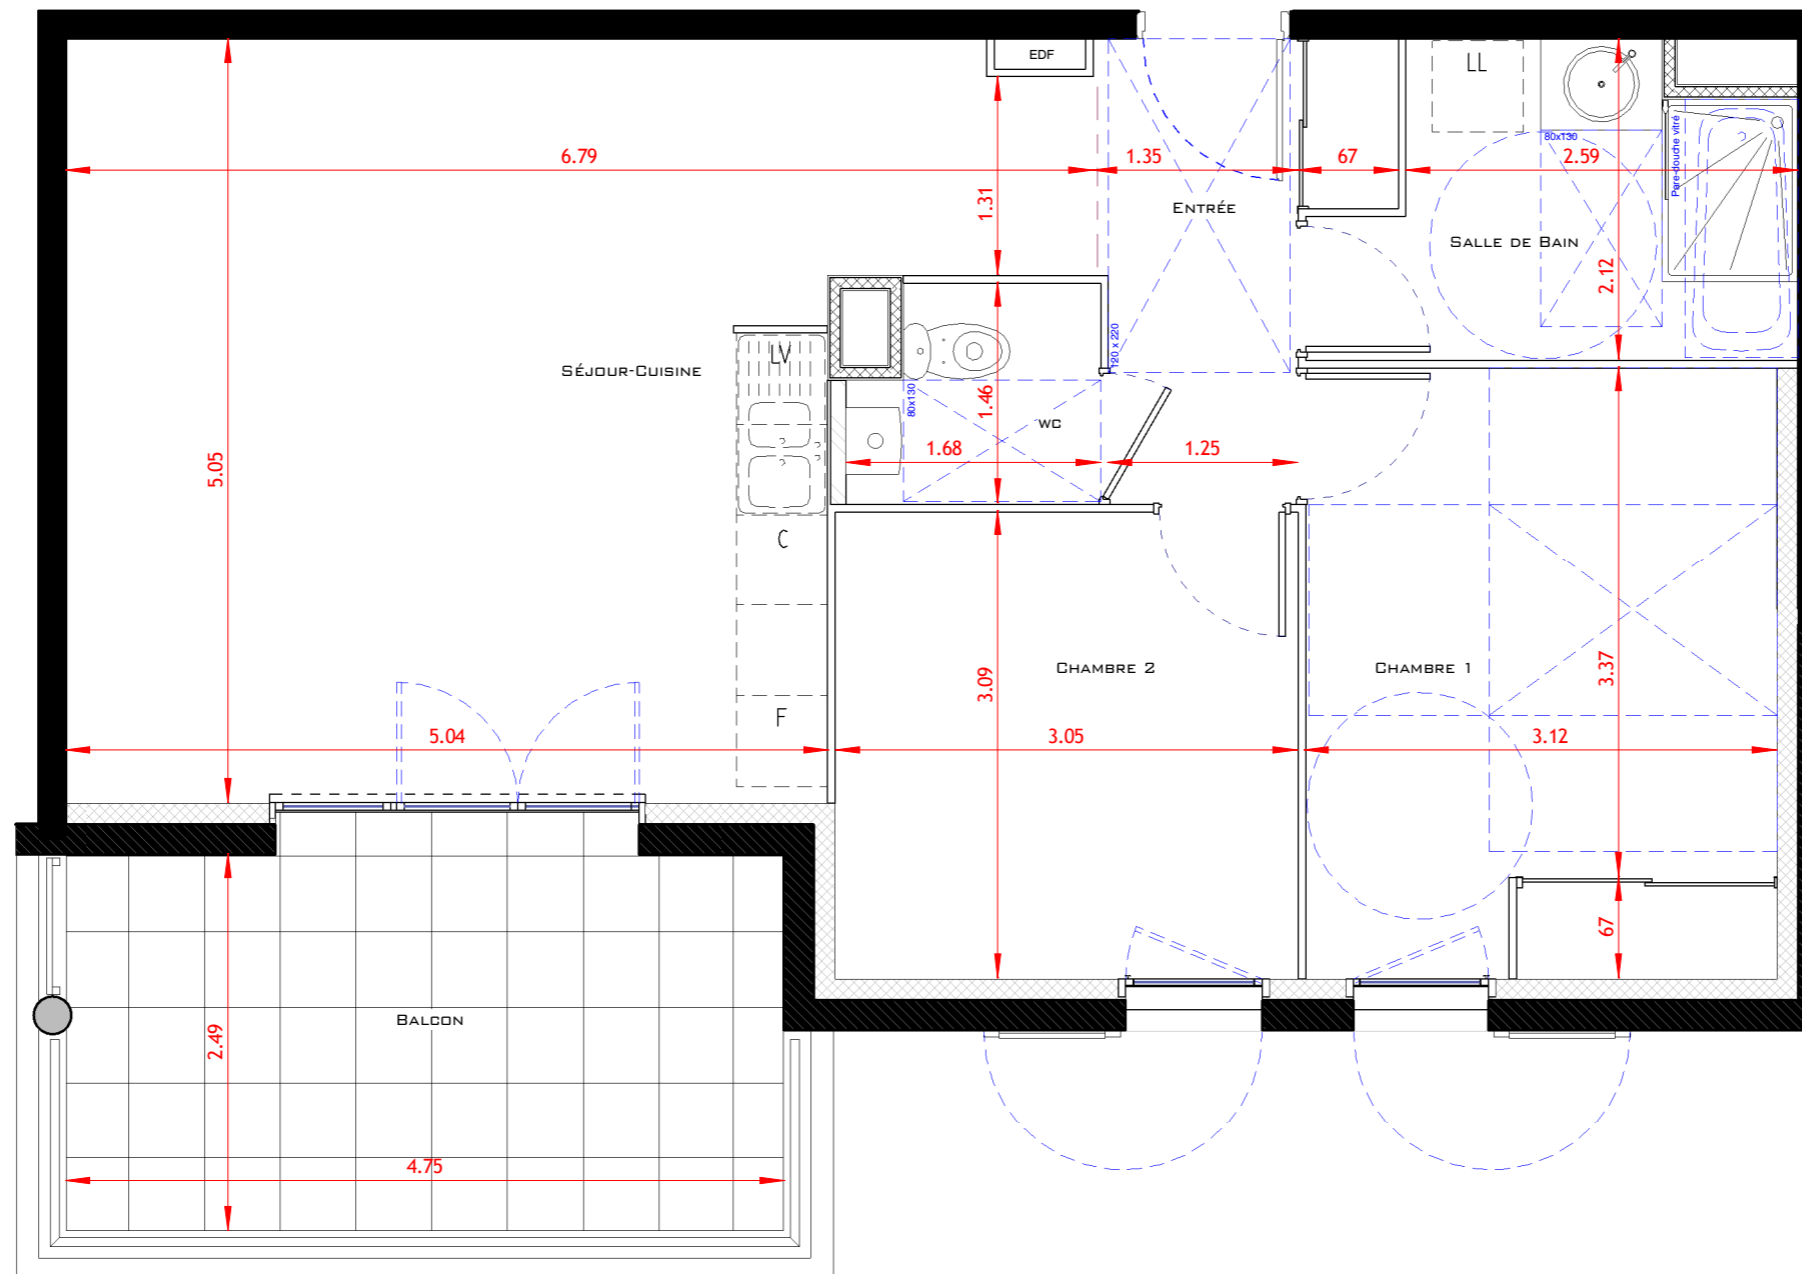 EDF
LL
80x130
Pare-douche vitré
6.79
1.35
67
2.59
1.31
ENTRÉE
SALLE DE BAIN
2.12
120 x 220
LV
SÉJOUR-CUISINE
80x130
1.46
WC
1.68
1.25
5.05
C
CHAMBRE 2
CHAMBRE 1
3.09
3.37
F
5.04
3.05
3.12
67
BALCON
2.49
4.75